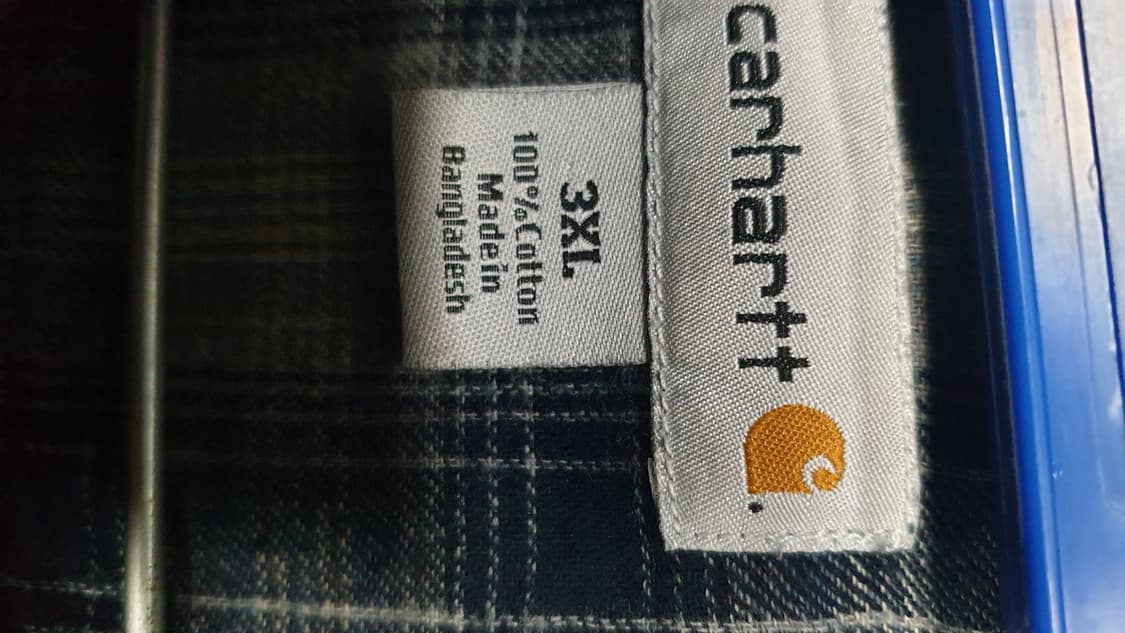 carhartt
3XL
100% Cotton
Made in
Bangladesh